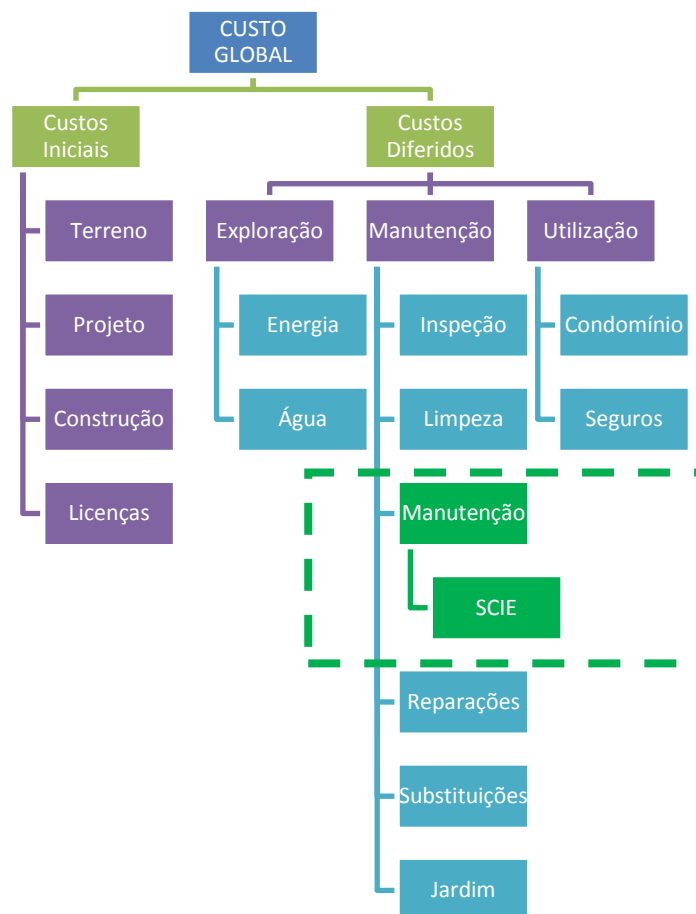 CUSTO
GLOBAL
Custos
Iniciais
Custos
Diferidos
Terreno
Exploração
Manutenção
Utilização
Projeto
Energia
Inspeção
Condomínio
Construção
Água
Limpeza
Seguros
Licenças
Manutenção
SCIE
Reparações
Substituições
Jardim